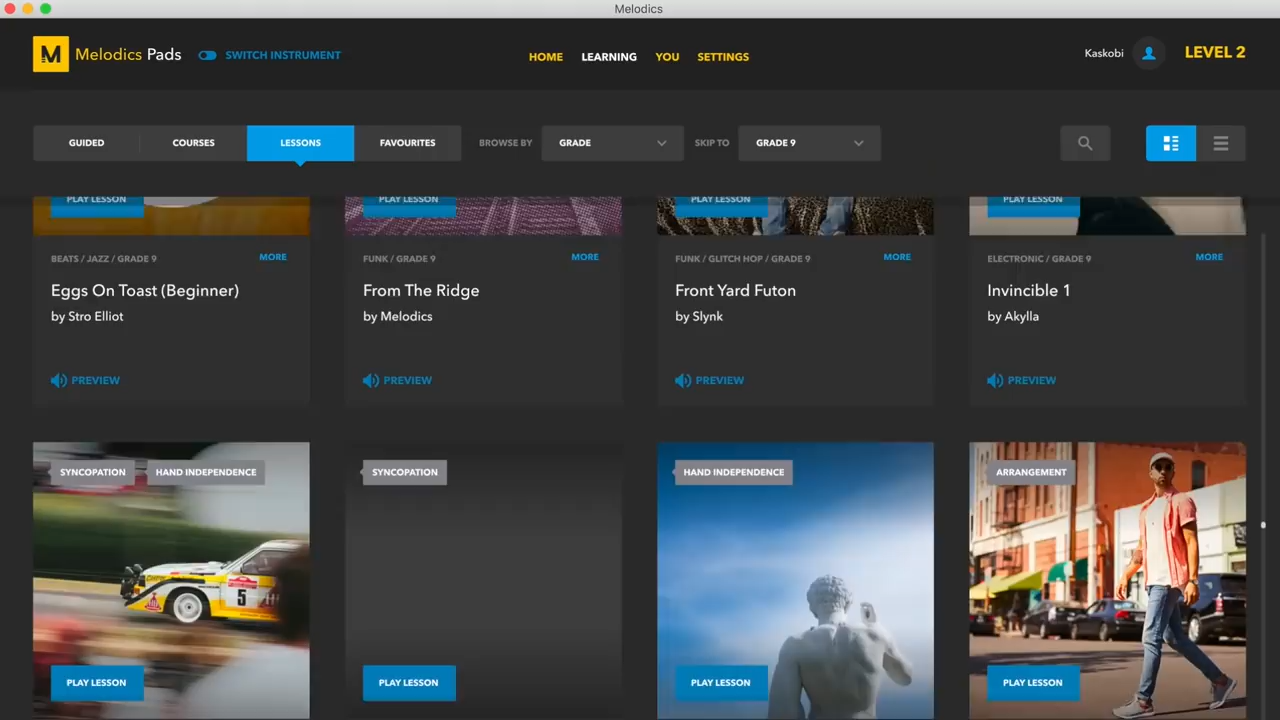 Melodics
M Melodics Pads
SWITCH INSTRUMENT
HOME LEARNING YOU SETTINGS
Kaskobi
LEVEL 2
GUIDED COURSES LESSONS FAVOURITES
BROWSE BY GRADE
SKIP TO GRADE 9
PLAY LESSON PLAY LESSON PLAY LESSON PLAY LESSON
BEATS / JAZZ / GRADE 9 MORE
Eggs On Toast (Beginner)
by Stro Elliot
PREVIEW
FUNK / GRADE 9 MORE
From The Ridge
by Melodics
PREVIEW
FUNK / GLITCH HOP / GRADE 9 MORE
Front Yard Futon
by Slynk
PREVIEW
ELECTRONIC / GRADE 9 MORE
Invincible 1
by Akylla
PREVIEW
SYNCOPATION HAND INDEPENDENCE
5
PLAY LESSON
SYNCOPATION
PLAY LESSON
HAND INDEPENDENCE
PLAY LESSON
ARRANGEMENT
PLAY LESSON